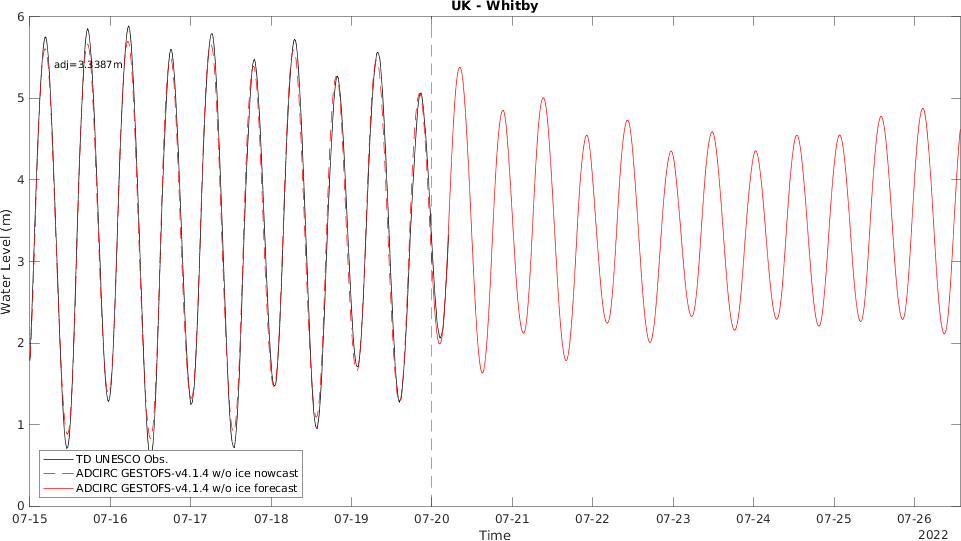 UK - Whitby
adj=3.3387m
Water Level (m)
6
5
4
3
2
1
0
TD UNESCO Obs.
ADCIRC GESTOFS-v4.1.4 w/o ice nowcast
ADCIRC GESTOFS-v4.1.4 w/o ice forecast
07-15 07-16 07-17 07-18 07-19 07-20 07-21 07-22 07-23 07-24 07-25 07-26
Time
2022